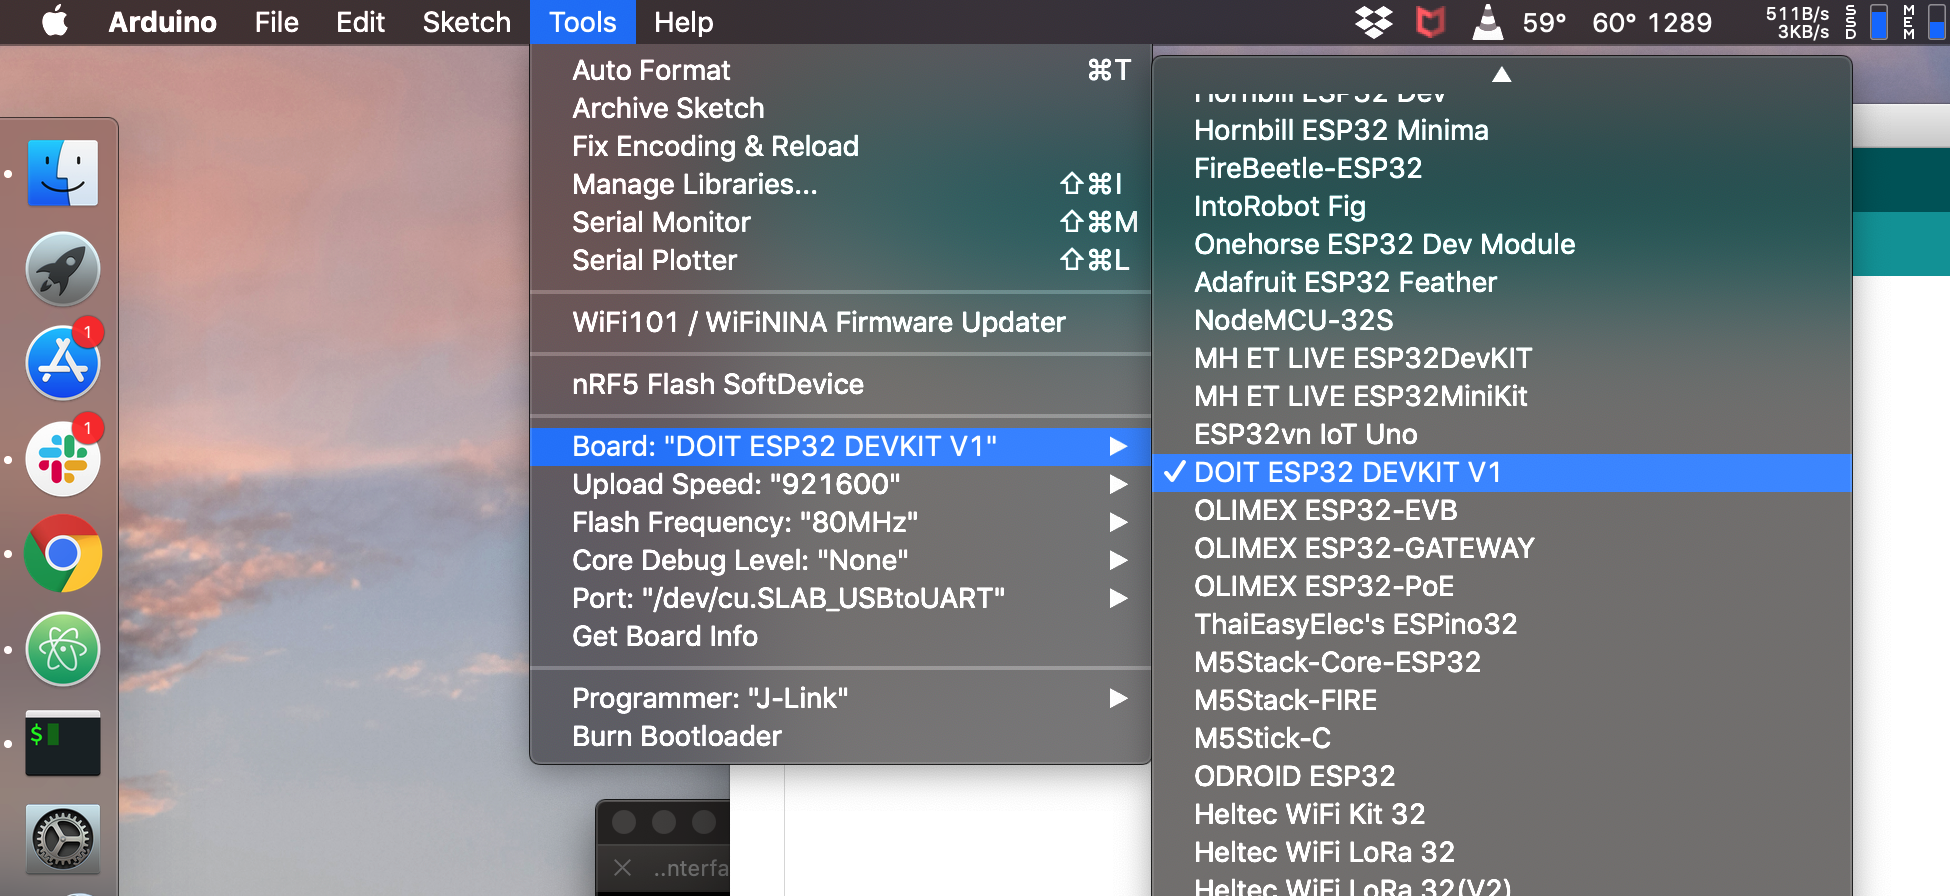 Arduino File Edit Sketch Tools Help 59° 60° 1289 511B/s 3KB/s SSD MEM
Auto Format ⌘T
Archive Sketch
Fix Encoding & Reload
Manage Libraries... ⇧⌘I
Serial Monitor ⇧⌘M
Serial Plotter ⇧⌘L
WiFi101 / WiFiNINA Firmware Updater
nRF5 Flash SoftDevice
Board: "DOIT ESP32 DEVKIT V1"
Upload Speed: "921600"
Flash Frequency: "80MHz"
Core Debug Level: "None"
Port: "/dev/cu.SLAB_USBtoUART"
Get Board Info
Programmer: "J-Link"
Burn Bootloader
Hornbill ESP32 Dev
Hornbill ESP32 Minima
FireBeetle-ESP32
IntoRobot Fig
Onehorse ESP32 Dev Module
Adafruit ESP32 Feather
NodeMCU-32S
MH ET LIVE ESP32DevKIT
MH ET LIVE ESP32MiniKit
ESP32vn IoT Uno
✓ DOIT ESP32 DEVKIT V1
OLIMEX ESP32-EVB
OLIMEX ESP32-GATEWAY
OLIMEX ESP32-PoE
ThaiEasyElec's ESPino32
M5Stack-Core-ESP32
M5Stack-FIRE
M5Stick-C
ODROID ESP32
Heltec WiFi Kit 32
Heltec WiFi LoRa 32
Heltec WiFi LoRa 32(V2)
1
1
$
..nterfa